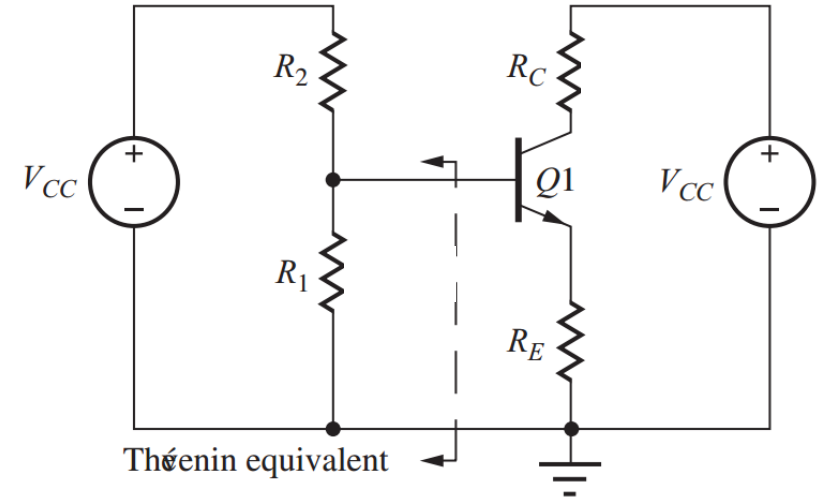 R2
RC
+
+
VCC
Q1
VCC
−
−
R1
RE
Thévenin equivalent